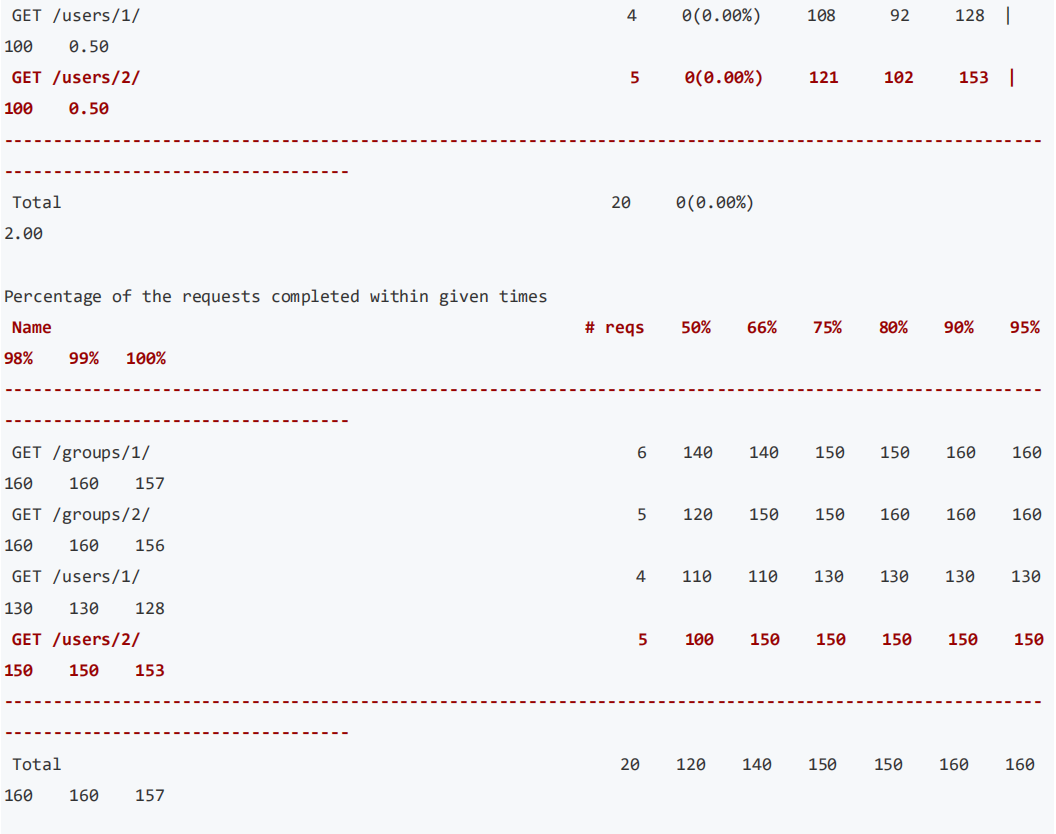 GET /users/1/ 4 0(0.00%) 108 92 128 |
100 0.50
GET /users/2/ 5 0(0.00%) 121 102 153 |
100 0.50
---------------------------------------------------------------------------------------------------------
-----------------------------------
Total 20 0(0.00%)
2.00
Percentage of the requests completed within given times
Name # reqs 50% 66% 75% 80% 90% 95%
98% 99% 100%
---------------------------------------------------------------------------------------------------------
-----------------------------------
GET /groups/1/ 6 140 140 150 150 160 160
160 160 157
GET /groups/2/ 5 120 150 150 160 160 160
160 160 156
GET /users/1/ 4 110 110 130 130 130 130
130 130 128
GET /users/2/ 5 100 150 150 150 150 150
150 150 153
---------------------------------------------------------------------------------------------------------
-----------------------------------
Total 20 120 140 150 150 160 160
160 160 157